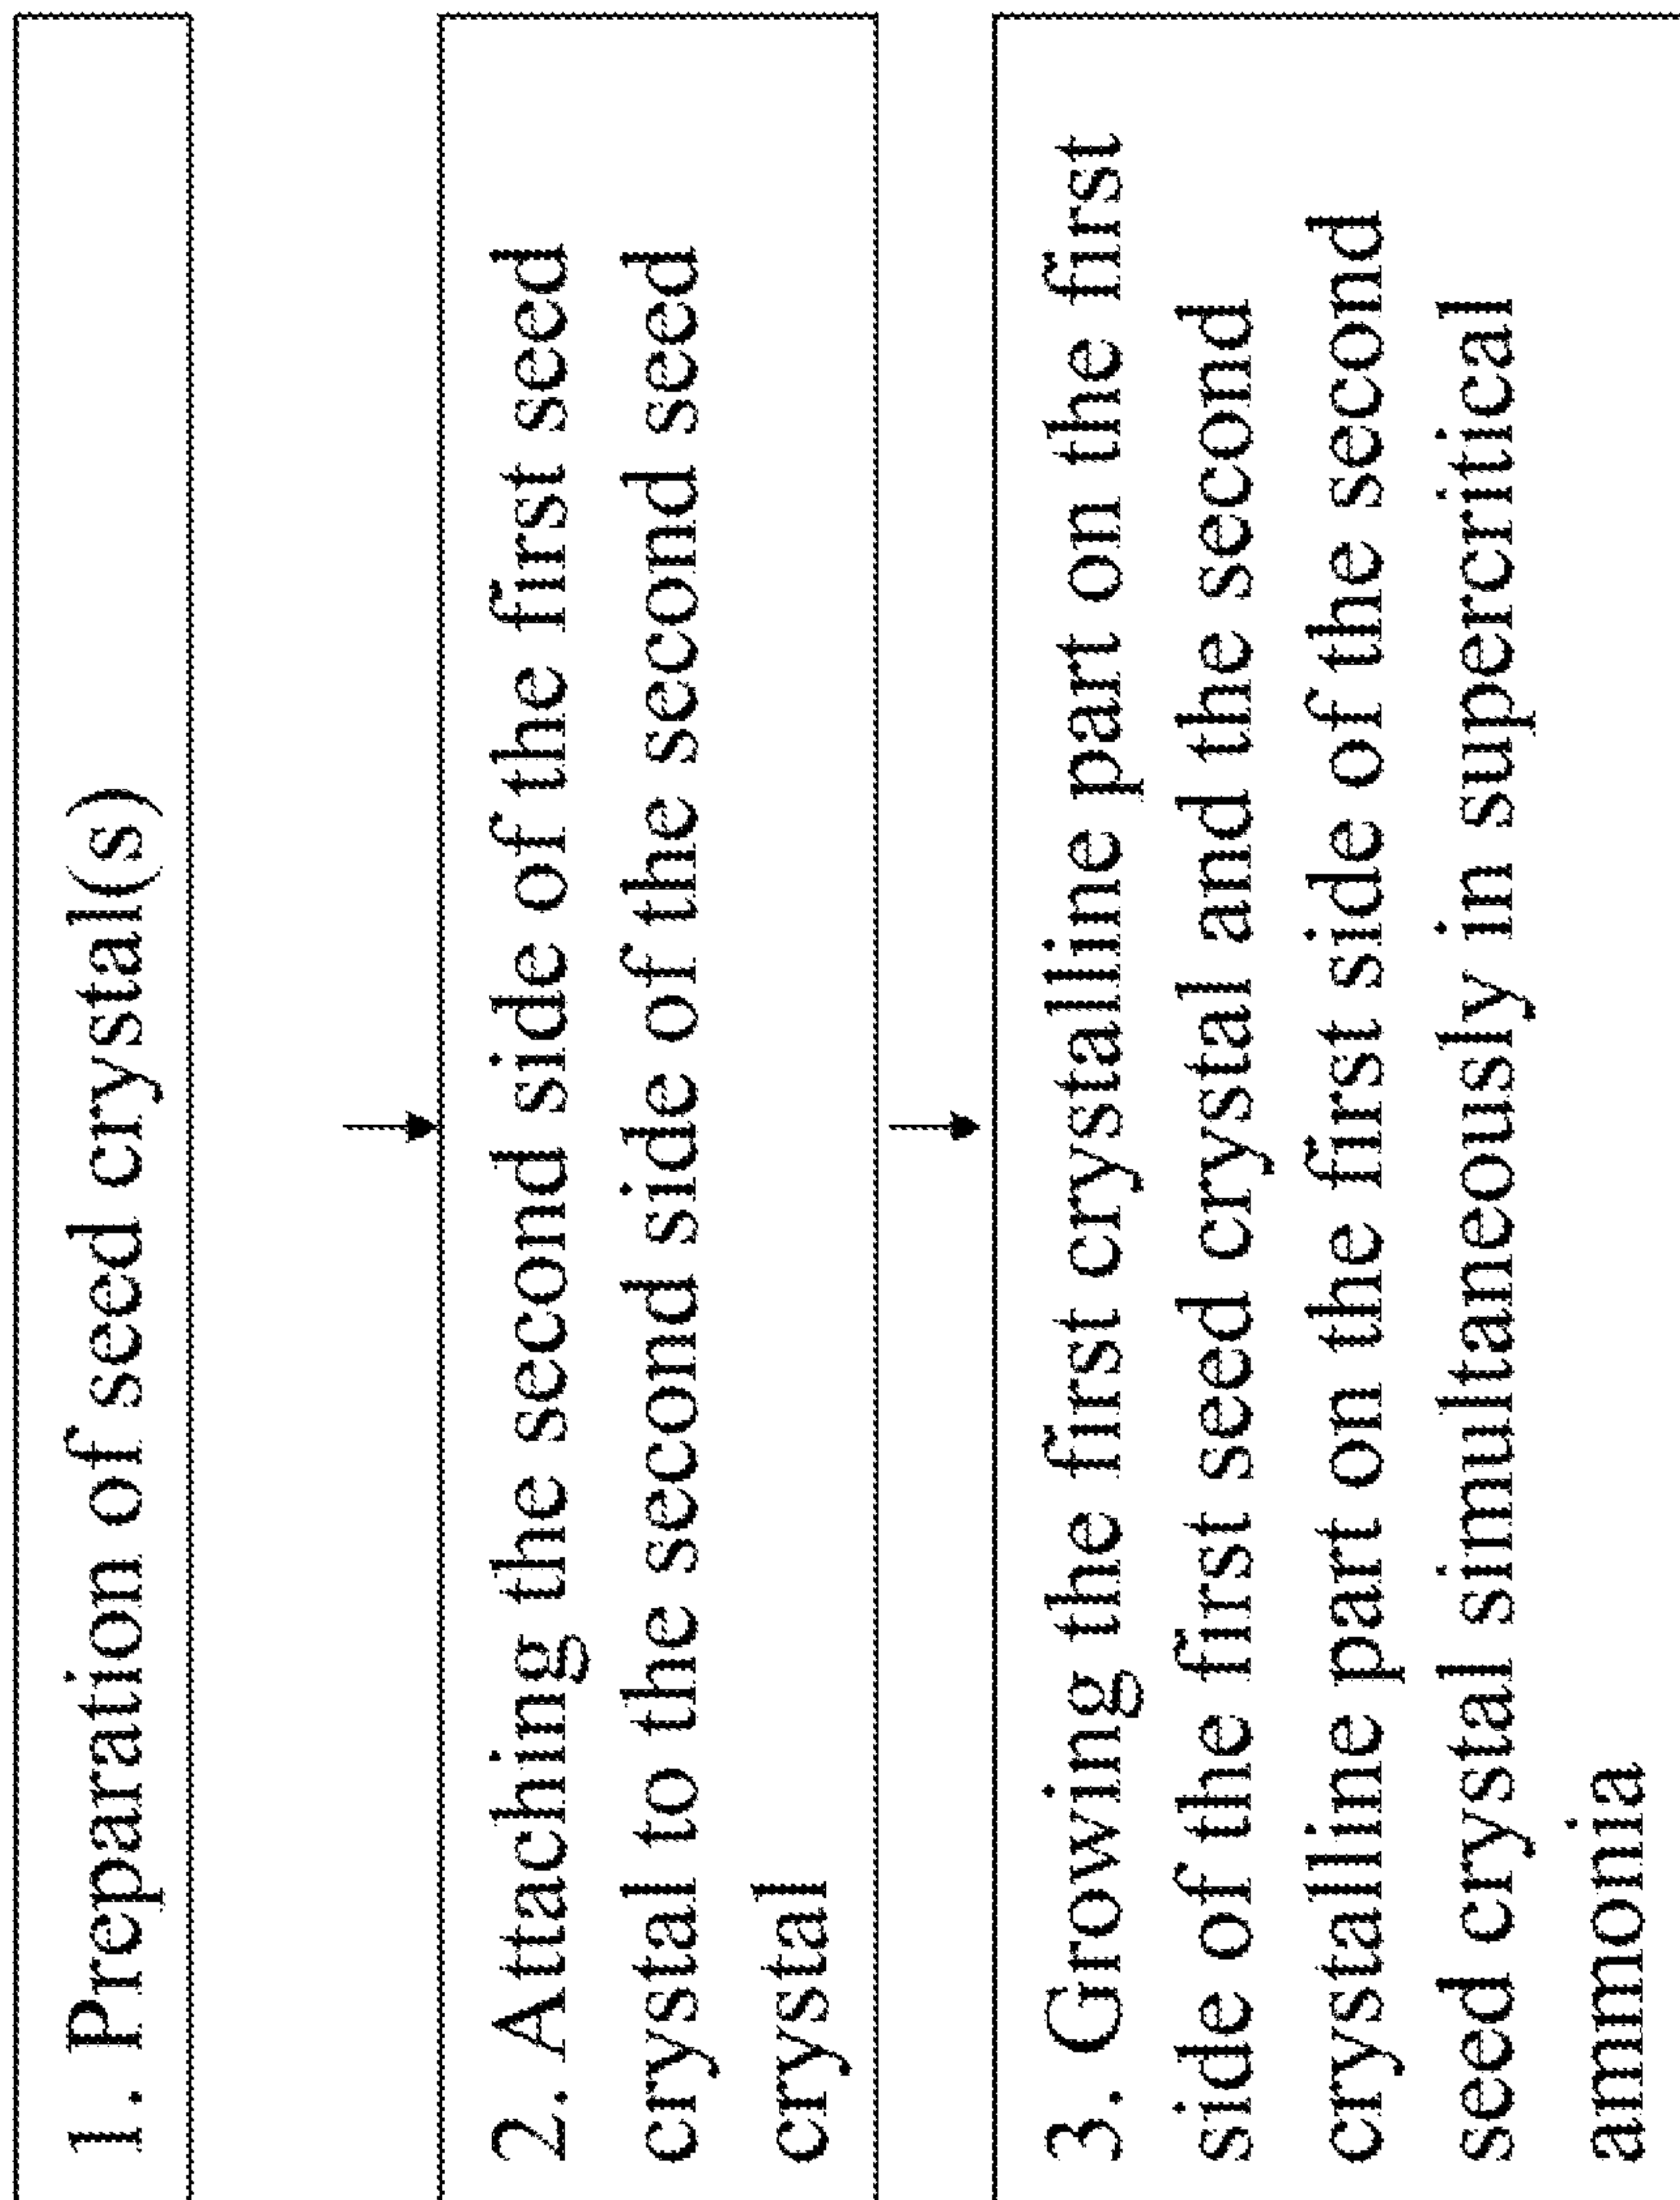 1. Preparation of seed crystal(s)
2. Attaching the second side of the first seed
crystal to the second side of the second seed
crystal
3. Growing the first crystalline part on the first
side of the first seed crystal and the second
crystalline part on the first side of the second
seed crystal simultaneously in supercritical
ammonia